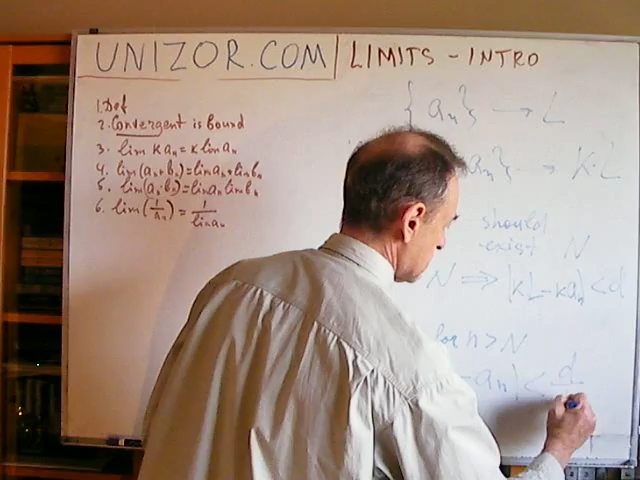 UNIZOR.COM | LIMITS - INTRO
1. Def
2. Convergent is bound
3. lim Kaₙ = K lim aₙ
4. lim(aₙ+bₙ)=lim aₙ+lim bₙ
5. lim(aₙ·bₙ)=lim aₙ lim bₙ
6. lim(1/aₙ) = 1/lim aₙ
{aₙ} → L
aₙ} → K·L
should
exist N
N ⟹ |KL-Kaₙ|<d
for n>N
-aₙ|< d